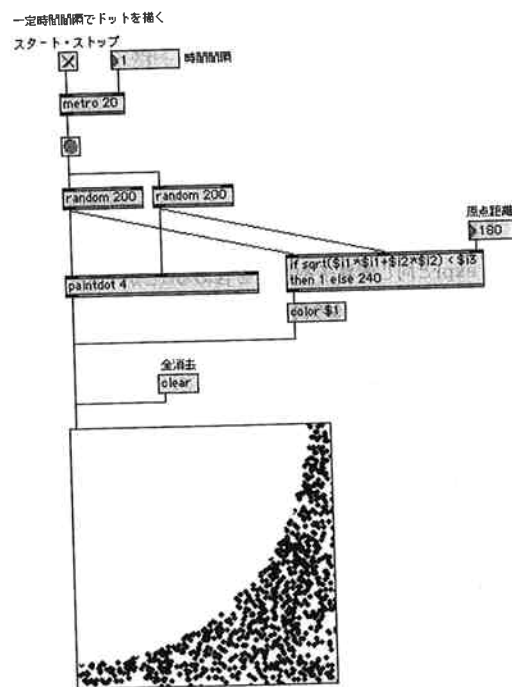 一定時間間隔でドットを描く
スタート・ストップ
1
時間間隔
metro 20
random 200
random 200
原点距離
180
if sqrt($i1*$i1+$i2*$i2) < $i3
then 1 else 240
paintdot 4
color $1
全消去
clear